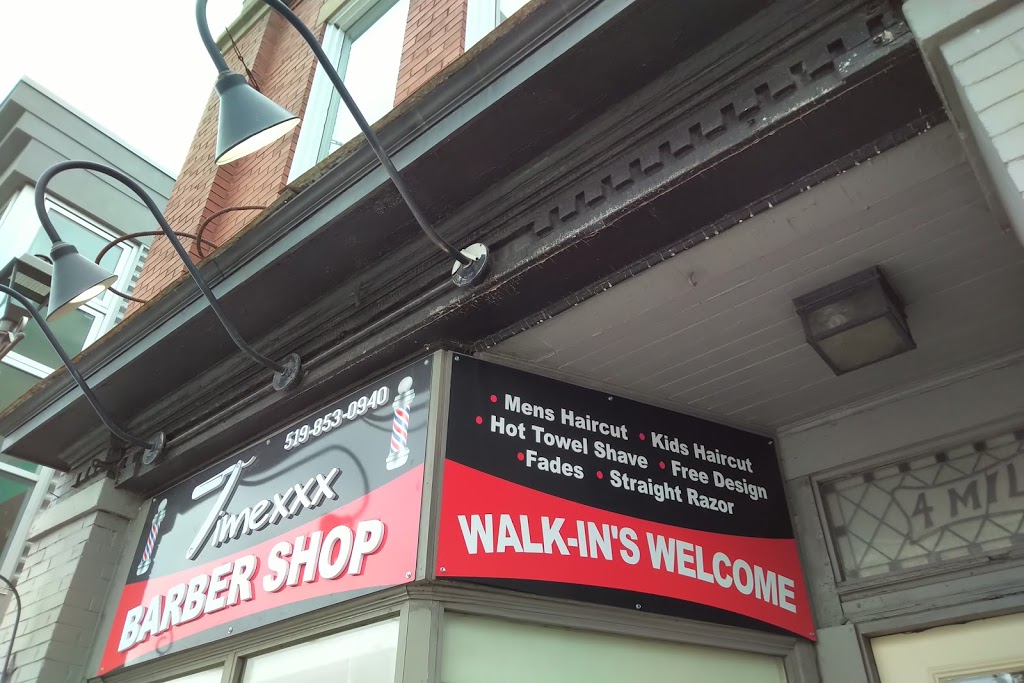 519-853-0940
Timexxx
BARBER SHOP
• Mens Haircut • Kids Haircut
• Hot Towel Shave • Free Design
•Fades • Straight Razor
WALK-IN'S WELCOME
4 MIL